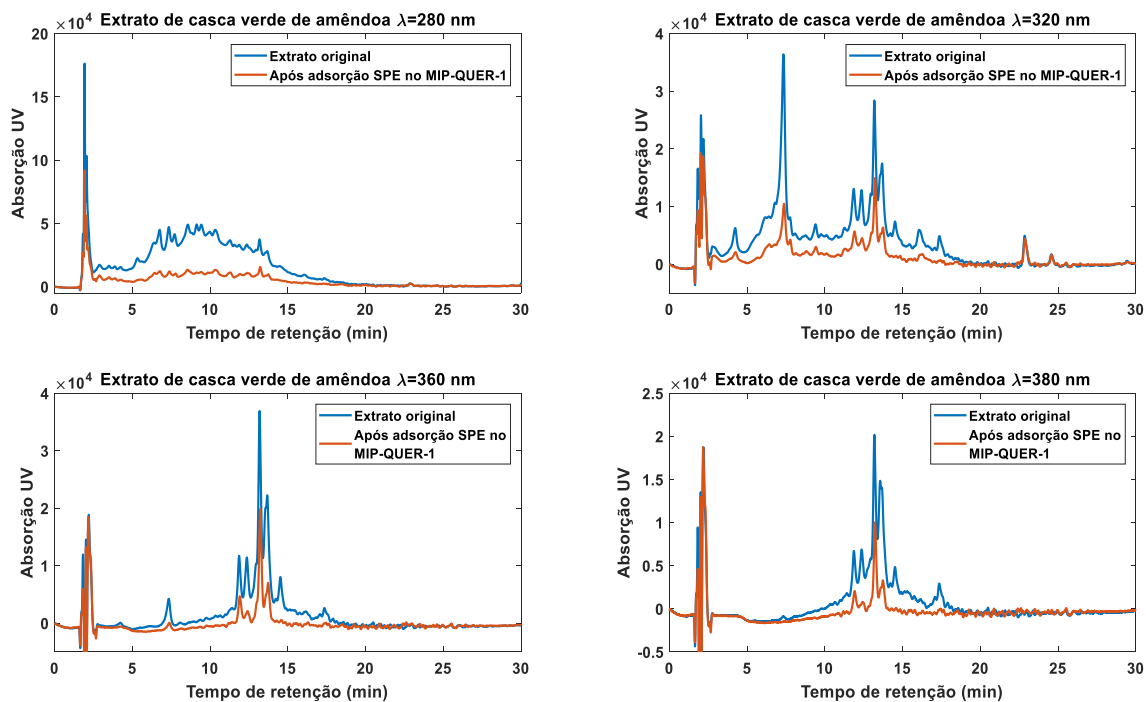 Extrato de casca verde de amêndoa λ=280 nm
×10⁴
20
15
10
5
0
Absorção UV
Extrato original
Após adsorção SPE no MIP-QUER-1
0 5 10 15 20 25 30
Tempo de retenção (min)
Extrato de casca verde de amêndoa λ=320 nm
×10⁴
4
3
2
1
0
Absorção UV
Extrato original
Após adsorção SPE no MIP-QUER-1
0 5 10 15 20 25 30
Tempo de retenção (min)
Extrato de casca verde de amêndoa λ=360 nm
×10⁴
4
3
2
1
0
Absorção UV
Extrato original
Após adsorção SPE no
MIP-QUER-1
0 5 10 15 20 25 30
Tempo de retenção (min)
Extrato de casca verde de amêndoa λ=380 nm
×10⁴
2.5
2
1.5
1
0.5
0
-0.5
Absorção UV
Extrato original
Após adsorção SPE no
MIP-QUER-1
0 5 10 15 20 25 30
Tempo de retenção (min)